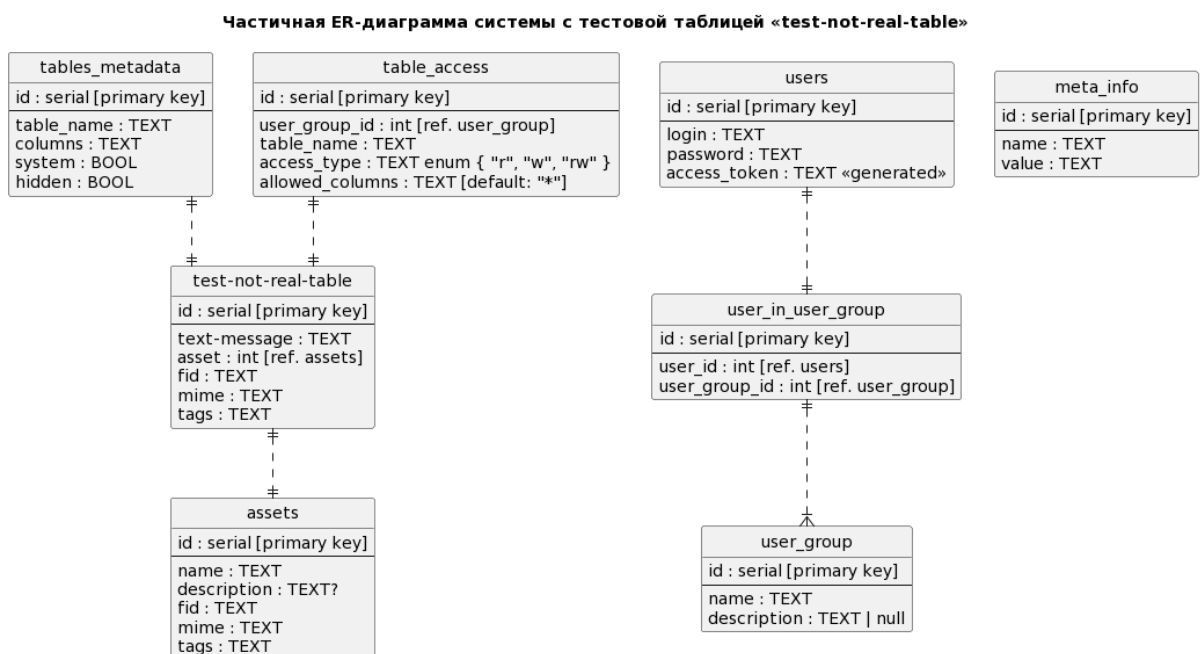 Частичная ER-диаграмма системы с тестовой таблицей «test-not-real-table»
tables_metadata
id : serial [primary key]
table_name : TEXT
columns : TEXT
system : BOOL
hidden : BOOL
table_access
id : serial [primary key]
user_group_id : int [ref. user_group]
table_name : TEXT
access_type : TEXT enum { "r", "w", "rw" }
allowed_columns : TEXT [default: "*"]
users
id : serial [primary key]
login : TEXT
password : TEXT
access_token : TEXT «generated»
meta_info
id : serial [primary key]
name : TEXT
value : TEXT
test-not-real-table
id : serial [primary key]
text-message : TEXT
asset : int [ref. assets]
fid : TEXT
mime : TEXT
tags : TEXT
user_in_user_group
id : serial [primary key]
user_id : int [ref. users]
user_group_id : int [ref. user_group]
assets
id : serial [primary key]
name : TEXT
description : TEXT?
fid : TEXT
mime : TEXT
tags : TEXT
user_group
id : serial [primary key]
name : TEXT
description : TEXT | null